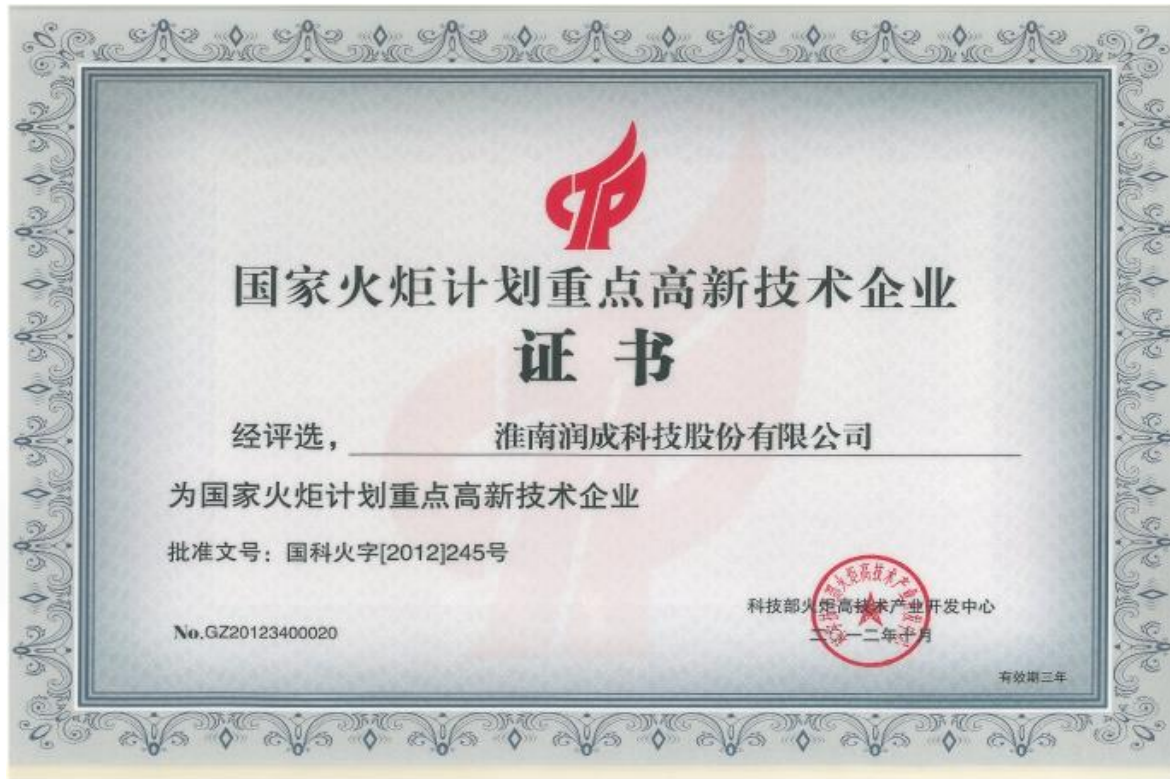 CTP
国家火炬计划重点高新技术企业
证书
经评选，淮南润成科技股份有限公司
为国家火炬计划重点高新技术企业
批准文号：国科火字[2012]245号
科技部火炬高技术产业开发中心
二〇一二年十月
No.GZ20123400020
有效期三年